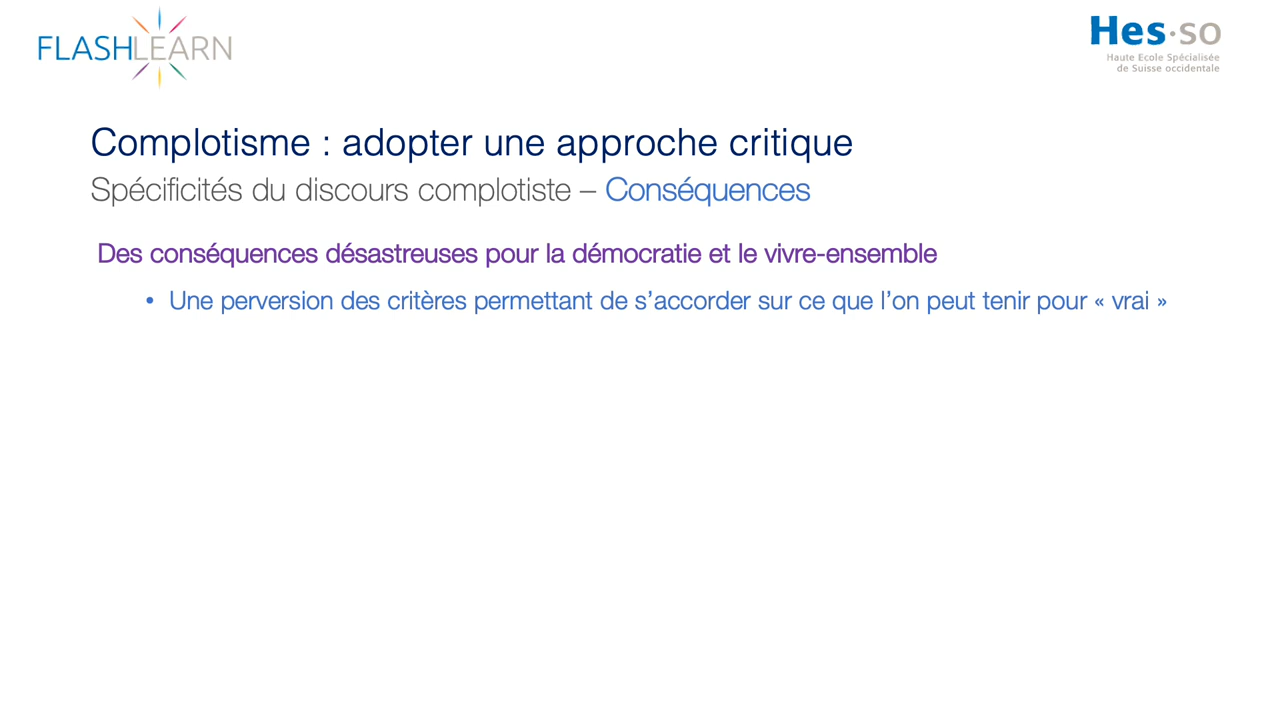 FLASHLEARN
Hes·so
Haute Ecole Spécialisée
de Suisse occidentale
Complotisme : adopter une approche critique
Spécificités du discours complotiste – Conséquences
Des conséquences désastreuses pour la démocratie et le vivre-ensemble
• Une perversion des critères permettant de s’accorder sur ce que l’on peut tenir pour « vrai »